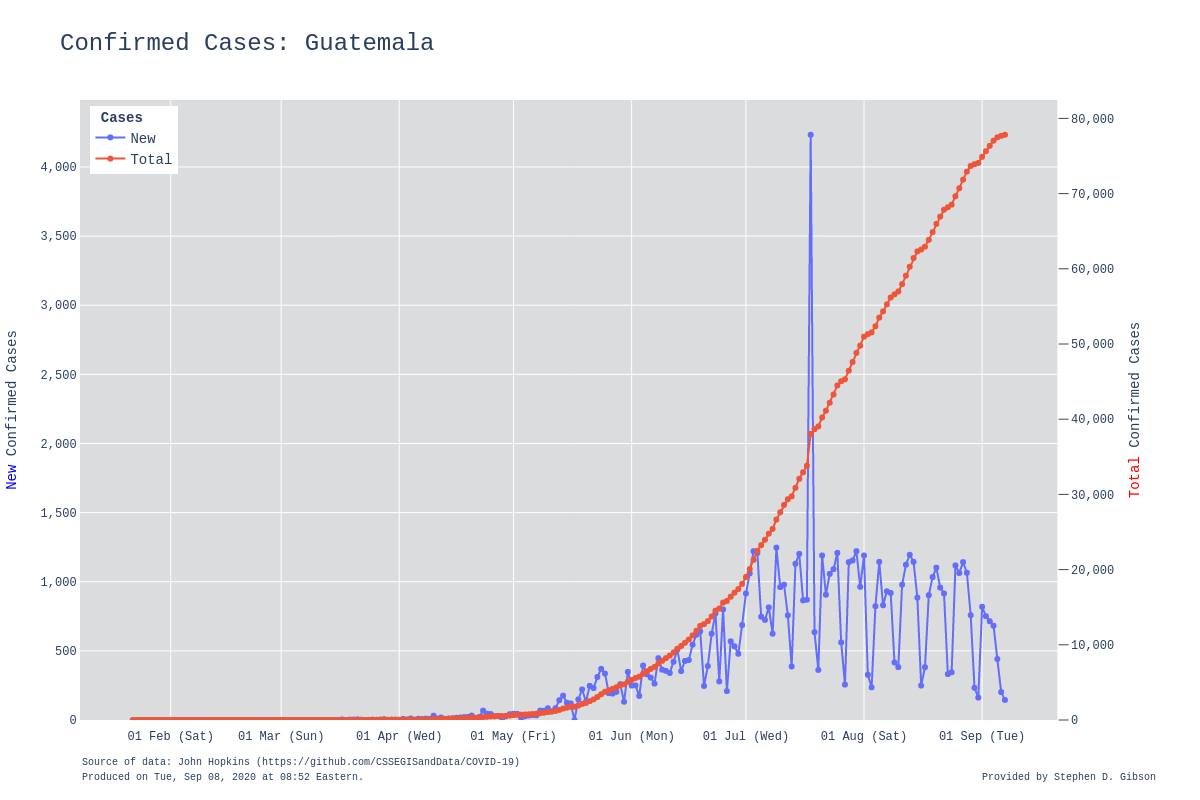 Confirmed Cases: Guatemala
Cases
New
Total
4,000
3,500
3,000
2,500
2,000
1,500
1,000
500
0
80,000
70,000
60,000
50,000
40,000
30,000
20,000
10,000
0
New Confirmed Cases
Total Confirmed Cases
01 Feb (Sat)
01 Mar (Sun)
01 Apr (Wed)
01 May (Fri)
01 Jun (Mon)
01 Jul (Wed)
01 Aug (Sat)
01 Sep (Tue)
Source of data: John Hopkins (https://github.com/CSSEGISandData/COVID-19)
Produced on Tue, Sep 08, 2020 at 08:52 Eastern.
Provided by Stephen D. Gibson